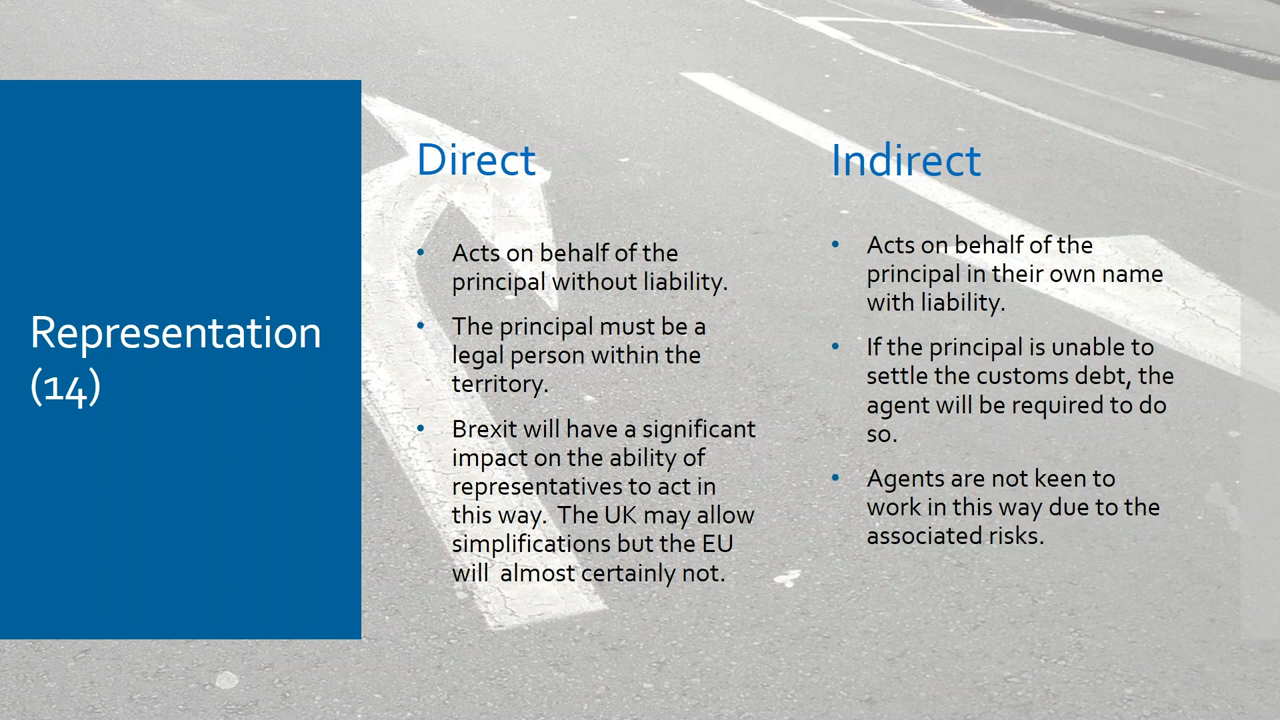 Representation
(14)
Direct
• Acts on behalf of the
principal without liability.
• The principal must be a
legal person within the
territory.
• Brexit will have a significant
impact on the ability of
representatives to act in
this way.  The UK may allow
simplifications but the EU
will  almost certainly not.
Indirect
• Acts on behalf of the
principal in their own name
with liability.
• If the principal is unable to
settle the customs debt, the
agent will be required to do
so.
• Agents are not keen to
work in this way due to the
associated risks.